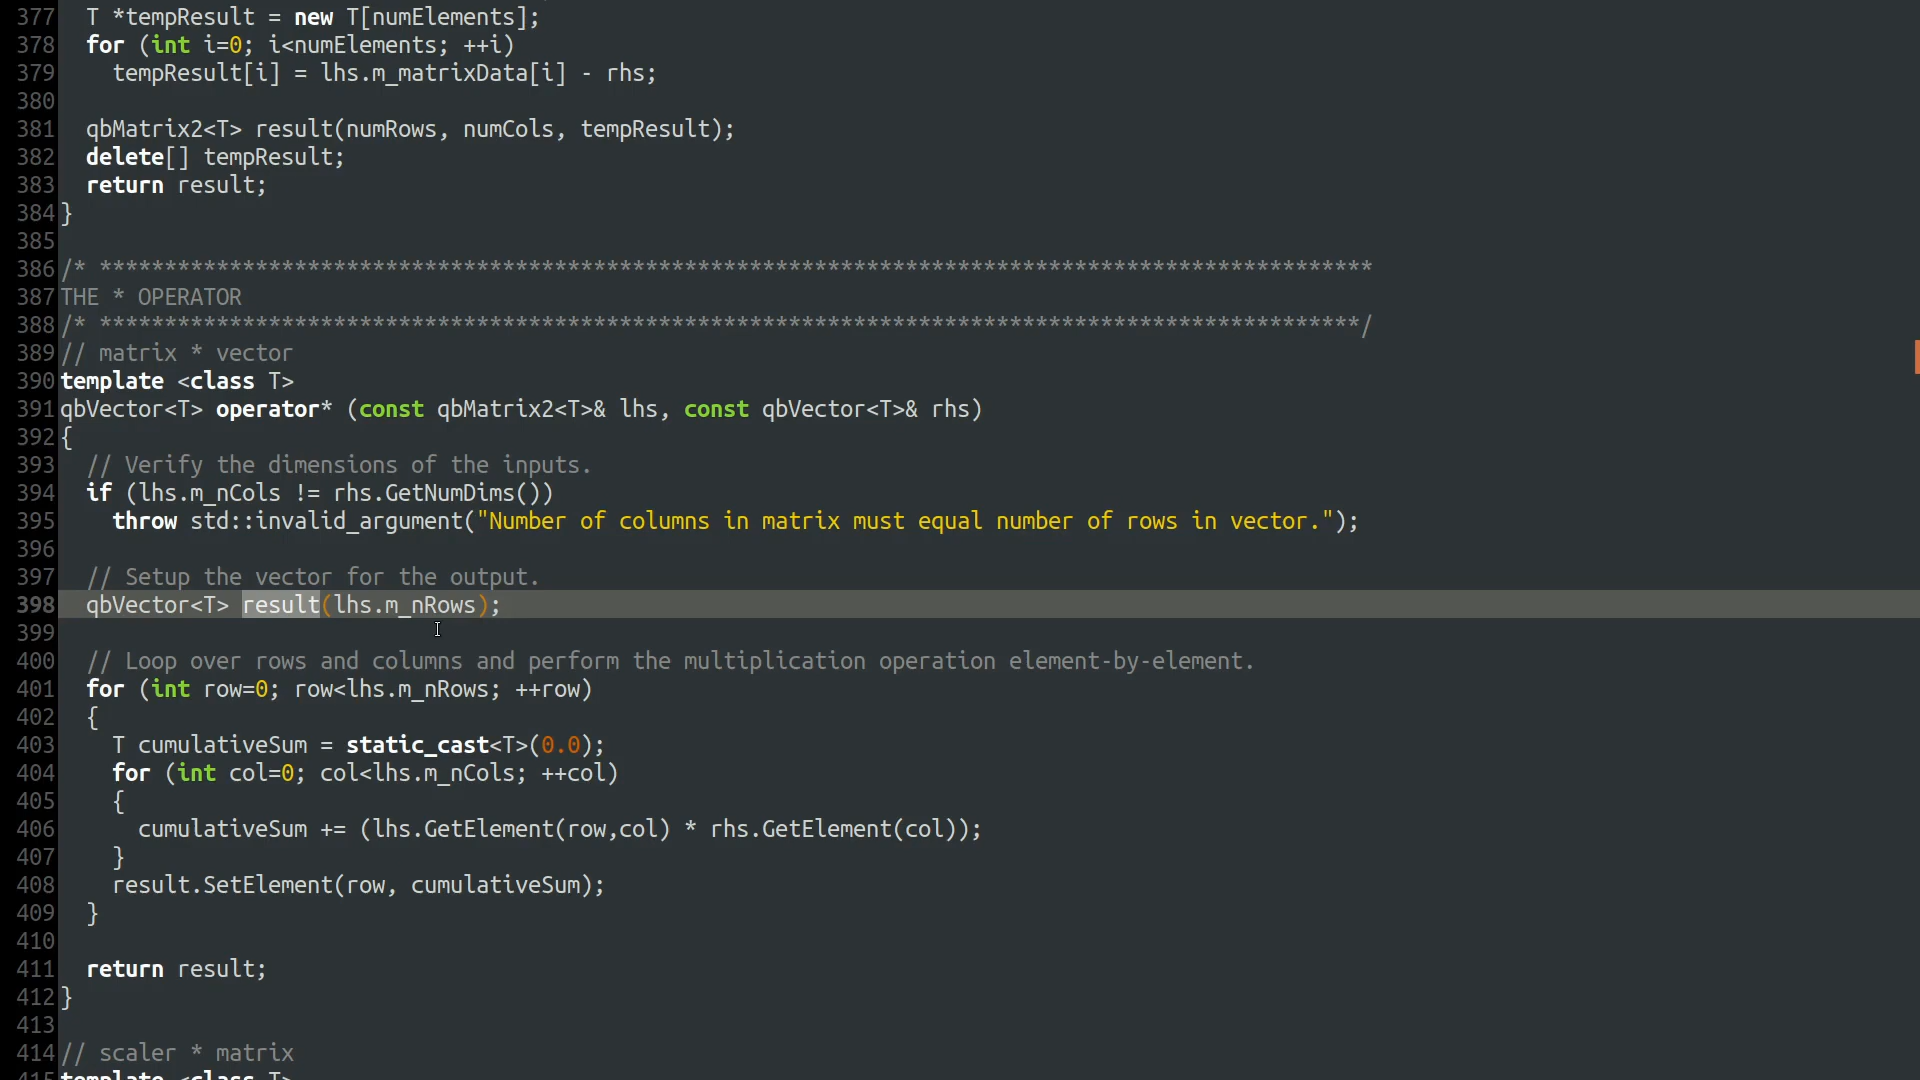 377 T *tempResult = new T[numElements];
378 for (int i=0; i<numElements; ++i)
379 tempResult[i] = lhs.m_matrixData[i] - rhs;
380
381 qbMatrix2<T> result(numRows, numCols, tempResult);
382 delete[] tempResult;
383 return result;
384 }
385
386 /* **************************************************************************************************
387 THE * OPERATOR
388 /* *************************************************************************************************/
389 // matrix * vector
390 template <class T>
391 qbVector<T> operator* (const qbMatrix2<T>& lhs, const qbVector<T>& rhs)
392 {
393 // Verify the dimensions of the inputs.
394 if (lhs.m_nCols != rhs.GetNumDims())
395 throw std::invalid_argument("Number of columns in matrix must equal number of rows in vector.");
396
397 // Setup the vector for the output.
398 qbVector<T> result(lhs.m_nRows);
399
400 // Loop over rows and columns and perform the multiplication operation element-by-element.
401 for (int row=0; row<lhs.m_nRows; ++row)
402 {
403 T cumulativeSum = static_cast<T>(0.0);
404 for (int col=0; col<lhs.m_nCols; ++col)
405 {
406 cumulativeSum += (lhs.GetElement(row,col) * rhs.GetElement(col));
407 }
408 result.SetElement(row, cumulativeSum);
409 }
410
411 return result;
412 }
413
414 // scaler * matrix
415 template <class T>